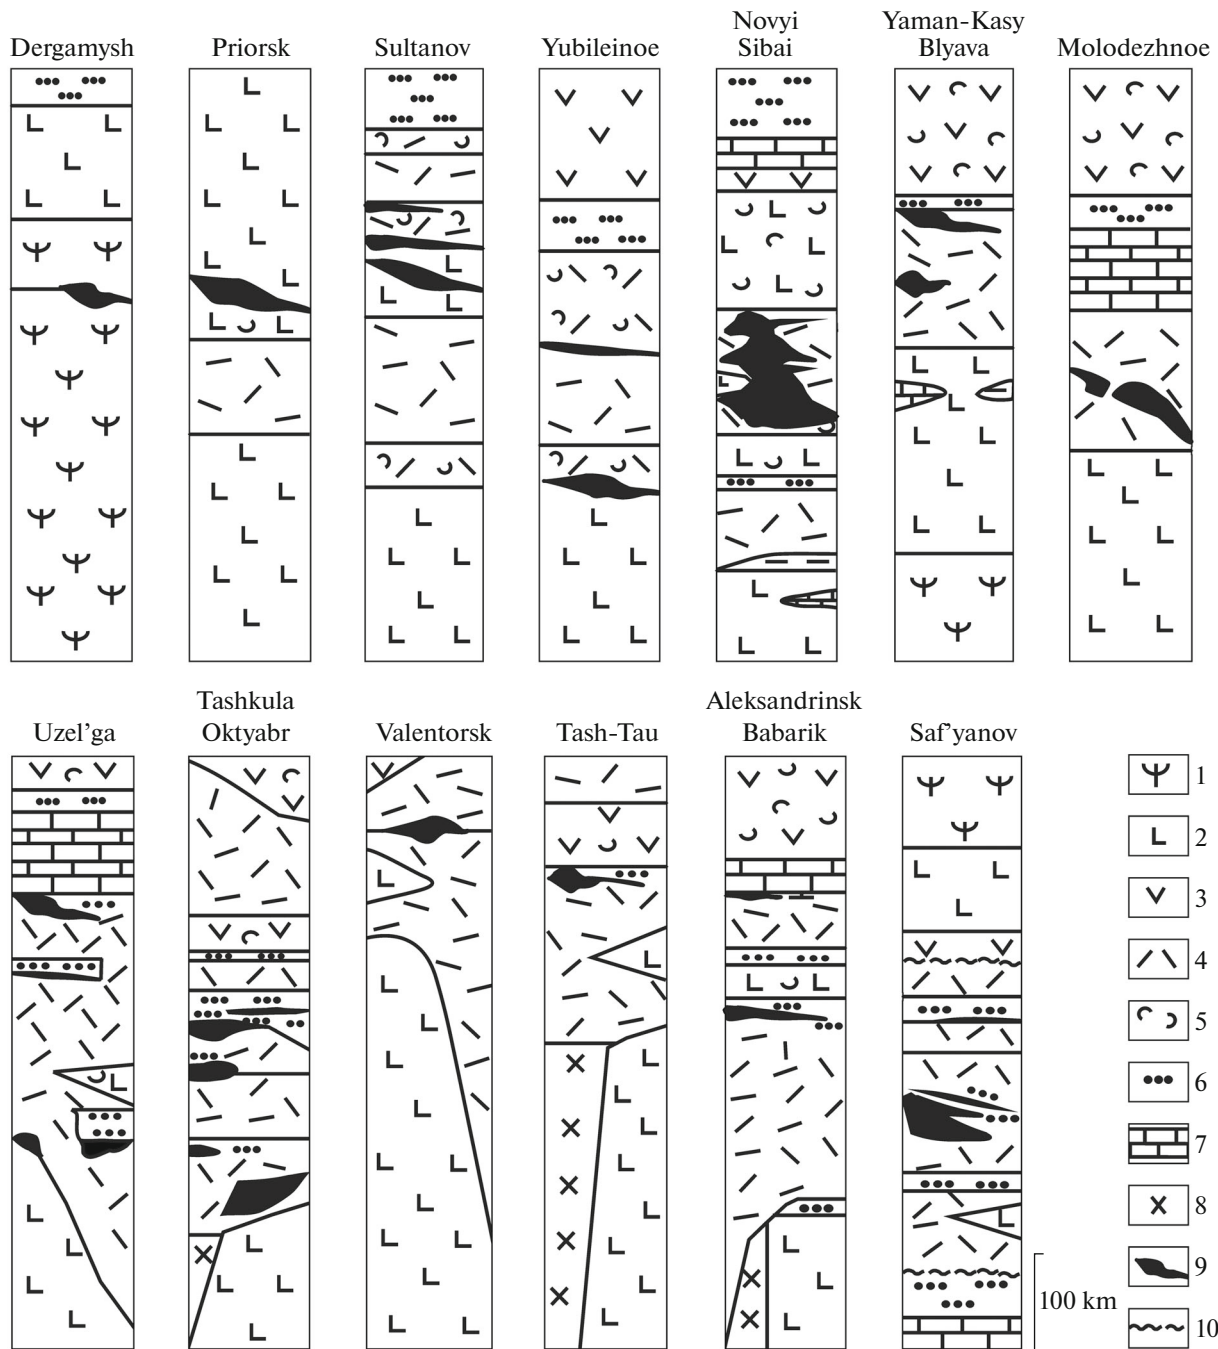 Dergamysh
Priorsk
Sultanov
Yubileinoe
Novyi
Sibai
Yaman-Kasy
Blyava
Molodezhnoe
Uzel’ga
Tashkula
Oktyabr
Valentorsk
Tash-Tau
Aleksandrinsk
Babarik
Saf’yanov
1
2
3
4
5
6
7
8
9
10
100 km